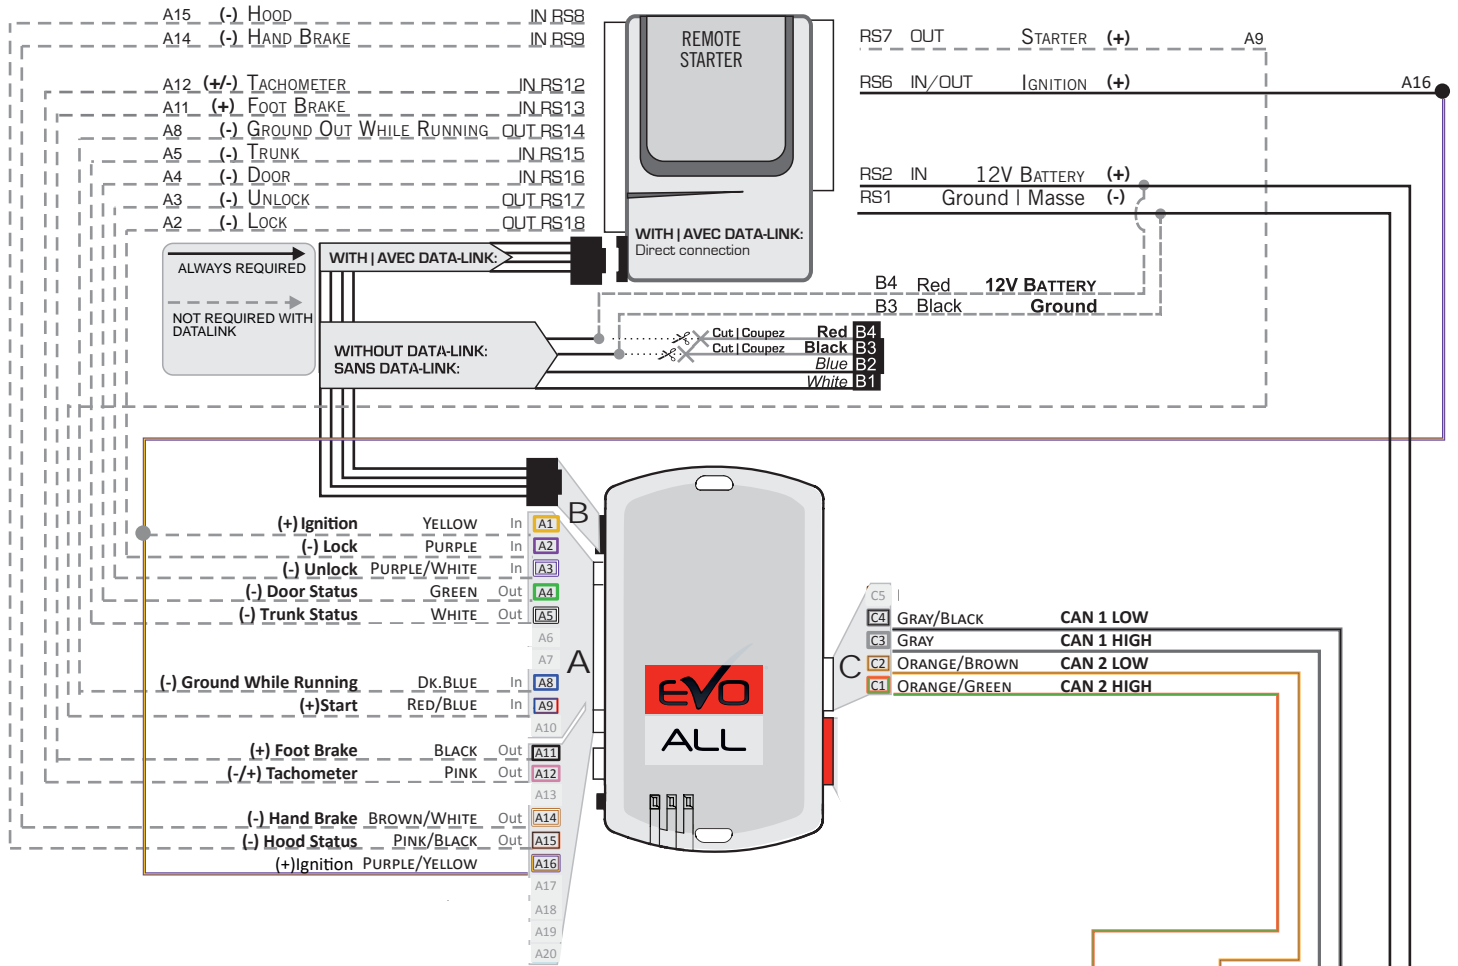 A15 (-) HOOD IN RS8
A14 (-) HAND BRAKE IN RS9
A12 (+/-) TACHOMETER IN RS12
A11 (+) FOOT BRAKE IN RS13
A8 (-) GROUND OUT WHILE RUNNING OUT RS14
A5 (-) TRUNK IN RS15
A4 (-) DOOR IN RS16
A3 (-) UNLOCK OUT RS17
A2 (-) LOCK OUT RS18
REMOTE
STARTER
WITH | AVEC DATA-LINK:
Direct connection
RS7 OUT STARTER (+) A9
RS6 IN/OUT IGNITION (+) A16
RS2 IN 12V BATTERY (+)
RS1 Ground | Masse (-)
ALWAYS REQUIRED
NOT REQUIRED WITH
DATALINK
WITH | AVEC DATA-LINK:
B4 Red 12V BATTERY
B3 Black Ground
WITHOUT DATA-LINK:
SANS DATA-LINK:
Cut | Coupez Red B4
Cut | Coupez Black B3
Blue B2
White B1
B
(+) Ignition YELLOW In A1
(-) Lock PURPLE In A2
(-) Unlock PURPLE/WHITE In A3
(-) Door Status GREEN Out A4
(-) Trunk Status WHITE Out A5
A6
A7
A
(-) Ground While Running DK.BLUE In A8
(+)Start RED/BLUE In A9
A10
(+) Foot Brake BLACK Out A11
(-/+) Tachometer PINK Out A12
A13
(-) Hand Brake BROWN/WHITE Out A14
(-) Hood Status PINK/BLACK Out A15
(+)Ignition PURPLE/YELLOW A16
A17
A18
A19
A20
EVO
ALL
C
C5
C4 GRAY/BLACK CAN 1 LOW
C3 GRAY CAN 1 HIGH
C2 ORANGE/BROWN CAN 2 LOW
C1 ORANGE/GREEN CAN 2 HIGH